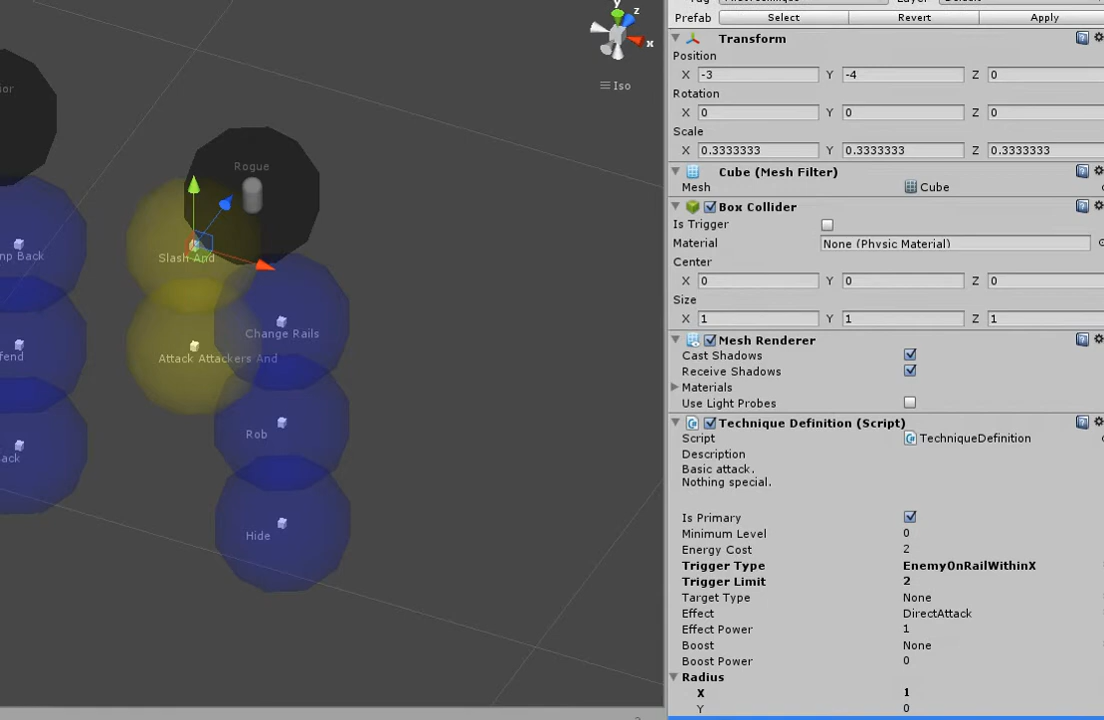 Prefab Select Revert Apply
Transform
Position
X -3 Y -4 Z 0
Rotation
X 0 Y 0 Z 0
Scale
X 0.3333333 Y 0.3333333 Z 0.3333333
Cube (Mesh Filter)
Mesh Cube
Box Collider
Is Trigger
Material None (Physic Material)
Center
X 0 Y 0 Z 0
Size
X 1 Y 1 Z 1
Mesh Renderer
Cast Shadows
Receive Shadows
Materials
Use Light Probes
Technique Definition (Script)
Script TechniqueDefinition
Description
Basic attack.
Nothing special.
Is Primary
Minimum Level 0
Energy Cost 2
Trigger Type EnemyOnRailWithinX
Trigger Limit 2
Target Type None
Effect DirectAttack
Effect Power 1
Boost None
Boost Power 0
Radius
X 1
Y 0
y
z
x
Iso
Rogue
Slash And
Change Rails
Attack Attackers And
Rob
Hide